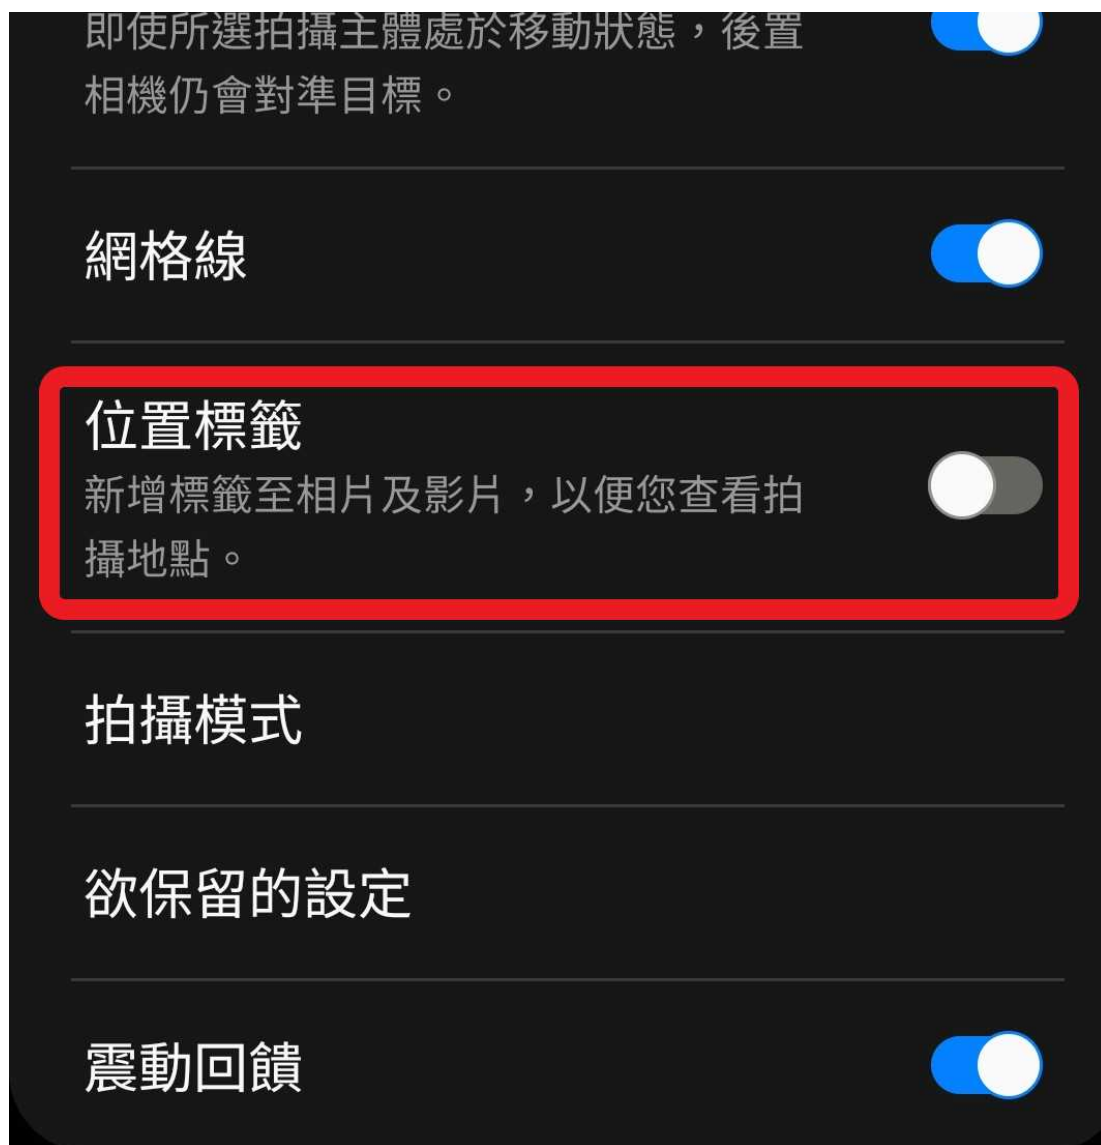 即使所選拍攝主體處於移動狀態，後置
相機仍會對準目標。
網格線
位置標籤
新增標籤至相片及影片，以便您查看拍
攝地點。
拍攝模式
欲保留的設定
震動回饋